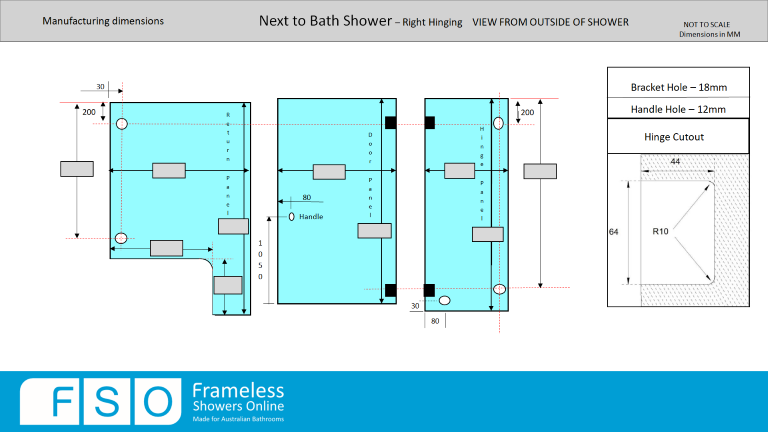 Manufacturing dimensions
Next to Bath Shower – Right Hinging VIEW FROM OUTSIDE OF SHOWER
NOT TO SCALE
Dimensions in MM
30
200
Return Panel
Door Panel
80
Handle
1050
Hinge Panel
200
30
80
Bracket Hole – 18mm
Handle Hole – 12mm
Hinge Cutout
44
64
R10
FSO
Frameless
Showers Online
Made for Australian Bathrooms